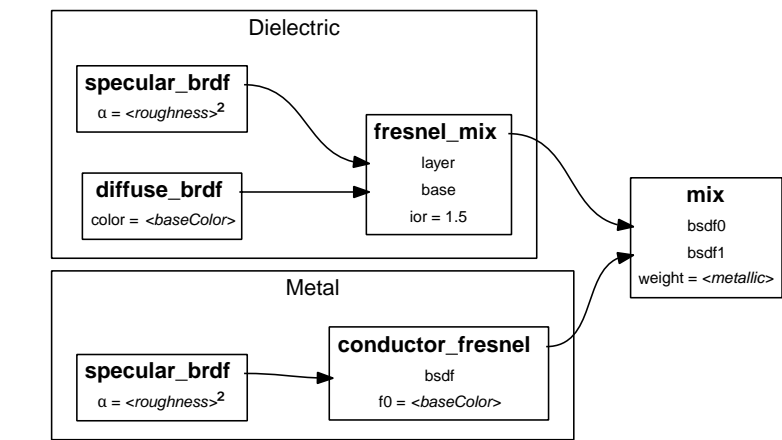 Dielectric
specular_brdf
α = <roughness>²
diffuse_brdf
color = <baseColor>
fresnel_mix
layer
base
ior = 1.5
mix
bsdf0
bsdf1
weight = <metallic>
Metal
specular_brdf
α = <roughness>²
conductor_fresnel
bsdf
f0 = <baseColor>